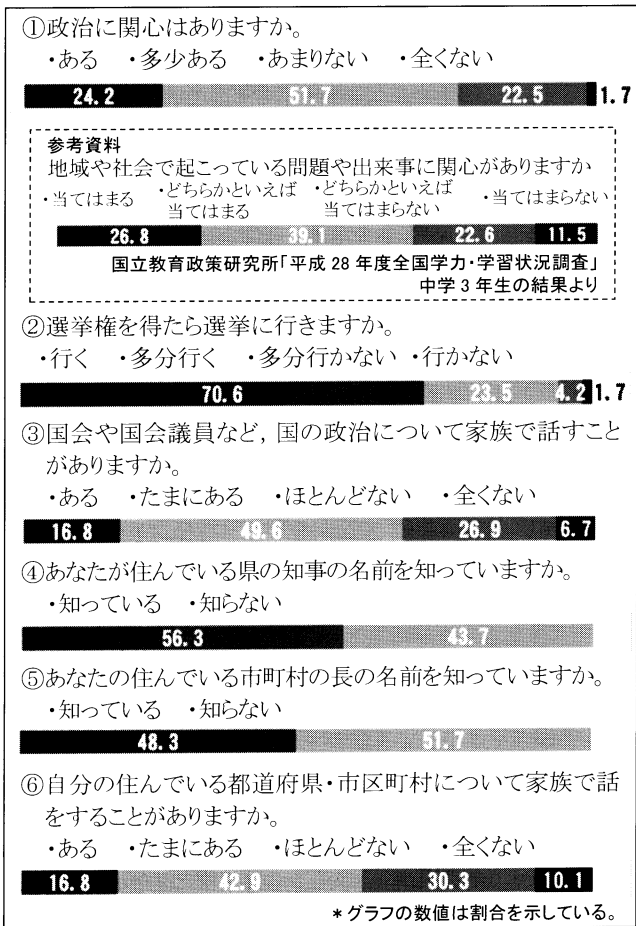 ①政治に関心はありますか。
・ある ・多少ある ・あまりない ・全くない
24.2 51.7 22.5 1.7
参考資料
地域や社会で起こっている問題や出来事に関心がありますか
・当てはまる ・どちらかといえば当てはまる ・どちらかといえば当てはまらない ・当てはまらない
26.8 39.1 22.6 11.5
国立教育政策研究所「平成28年度全国学力・学習状況調査」
中学3年生の結果より
②選挙権を得たら選挙に行きますか。
・行く ・多分行く ・多分行かない ・行かない
70.6 23.5 4.2 1.7
③国会や国会議員など,国の政治について家族で話すこと
がありますか。
・ある ・たまにある ・ほとんどない ・全くない
16.8 49.6 26.9 6.7
④あなたが住んでいる県の知事の名前を知っていますか。
・知っている ・知らない
56.3 43.7
⑤あなたの住んでいる市町村の長の名前を知っていますか。
・知っている ・知らない
48.3 51.7
⑥自分の住んでいる都道府県・市区町村について家族で話
をすることがありますか。
・ある ・たまにある ・ほとんどない ・全くない
16.8 42.9 30.3 10.1
*グラフの数値は割合を示している。